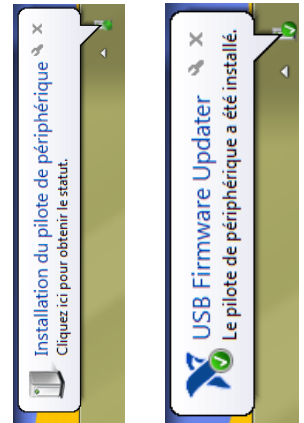 Installation du pilote de périphérique
Cliquez ici pour obtenir le statut.
USB Firmware Updater
Le pilote de périphérique a été installé.